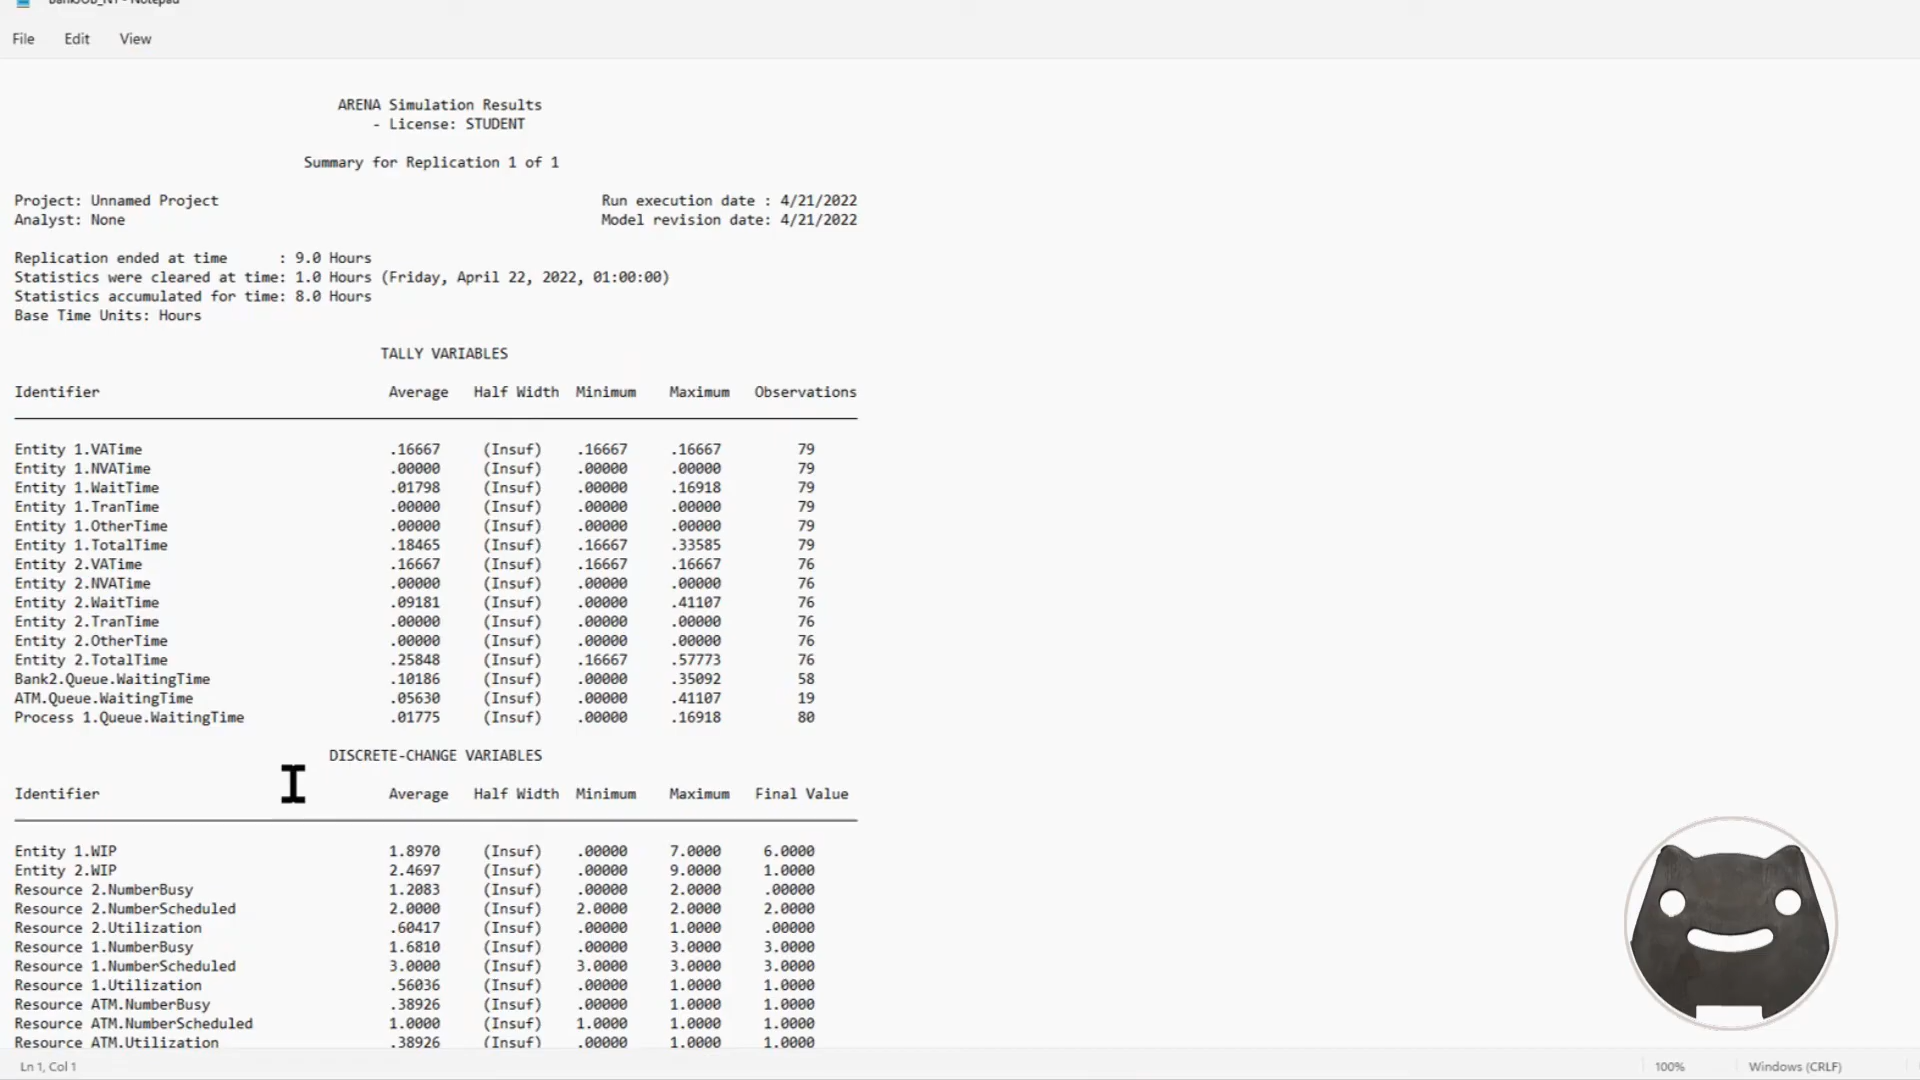 BankJOB_N1 - Notepad
File Edit View
ARENA Simulation Results
- License: STUDENT
Summary for Replication 1 of 1
Project: Unnamed Project Run execution date : 4/21/2022
Analyst: None Model revision date: 4/21/2022
Replication ended at time : 9.0 Hours
Statistics were cleared at time: 1.0 Hours (Friday, April 22, 2022, 01:00:00)
Statistics accumulated for time: 8.0 Hours
Base Time Units: Hours
TALLY VARIABLES
Identifier Average Half Width Minimum Maximum Observations
Entity 1.VATime .16667 (Insuf) .16667 .16667 79
Entity 1.NVATime .00000 (Insuf) .00000 .00000 79
Entity 1.WaitTime .01798 (Insuf) .00000 .16918 79
Entity 1.TranTime .00000 (Insuf) .00000 .00000 79
Entity 1.OtherTime .00000 (Insuf) .00000 .00000 79
Entity 1.TotalTime .18465 (Insuf) .16667 .33585 79
Entity 2.VATime .16667 (Insuf) .16667 .16667 76
Entity 2.NVATime .00000 (Insuf) .00000 .00000 76
Entity 2.WaitTime .09181 (Insuf) .00000 .41107 76
Entity 2.TranTime .00000 (Insuf) .00000 .00000 76
Entity 2.OtherTime .00000 (Insuf) .00000 .00000 76
Entity 2.TotalTime .25848 (Insuf) .16667 .57773 76
Bank2.Queue.WaitingTime .10186 (Insuf) .00000 .35092 58
ATM.Queue.WaitingTime .05630 (Insuf) .00000 .41107 19
Process 1.Queue.WaitingTime .01775 (Insuf) .00000 .16918 80
DISCRETE-CHANGE VARIABLES
Identifier Average Half Width Minimum Maximum Final Value
Entity 1.WIP 1.8970 (Insuf) .00000 7.0000 6.0000
Entity 2.WIP 2.4697 (Insuf) .00000 9.0000 1.0000
Resource 2.NumberBusy 1.2083 (Insuf) .00000 2.0000 .00000
Resource 2.NumberScheduled 2.0000 (Insuf) 2.0000 2.0000 2.0000
Resource 2.Utilization .60417 (Insuf) .00000 1.0000 .00000
Resource 1.NumberBusy 1.6810 (Insuf) .00000 3.0000 3.0000
Resource 1.NumberScheduled 3.0000 (Insuf) 3.0000 3.0000 3.0000
Resource 1.Utilization .56036 (Insuf) .00000 1.0000 1.0000
Resource ATM.NumberBusy .38926 (Insuf) .00000 1.0000 1.0000
Resource ATM.NumberScheduled 1.0000 (Insuf) 1.0000 1.0000 1.0000
Resource ATM.Utilization .38926 (Insuf) .00000 1.0000 1.0000
Ln 1, Col 1 100% Windows (CRLF)